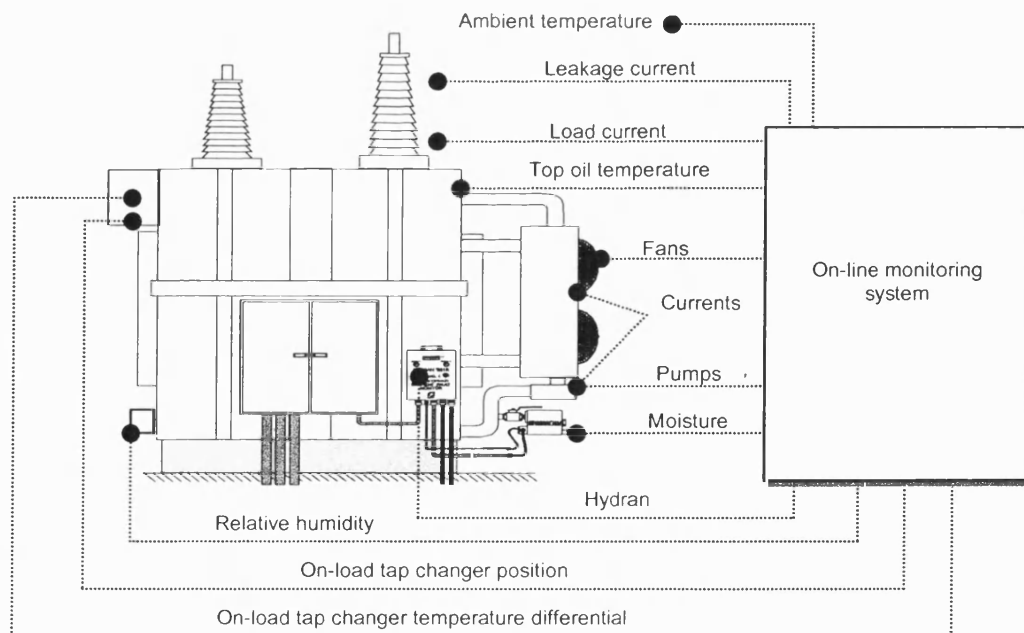 Ambient temperature
Leakage current
Load current
Top oil temperature
Fans
On-line monitoring
system
Currents
Pumps
Moisture
Hydran
Relative humidity
On-load tap changer position
On-load tap changer temperature differential